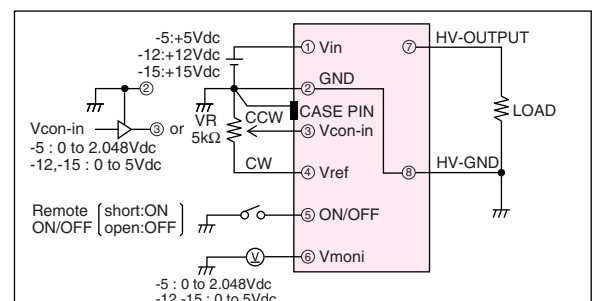 -5:+5Vdc
-12:+12Vdc
-15:+15Vdc
① Vin
⑦
HV-OUTPUT
②
② GND
CASE PIN
LOAD
Vcon-in
③ or
VR
5kΩ
CCW
③ Vcon-in
-5 : 0 to 2.048Vdc
-12,-15 : 0 to 5Vdc
CW
④ Vref
⑧
HV-GND
Remote
ON/OFF
short:ON
open:OFF
⑤ ON/OFF
V
⑥ Vmoni
-5 : 0 to 2.048Vdc
-12,-15 : 0 to 5Vdc